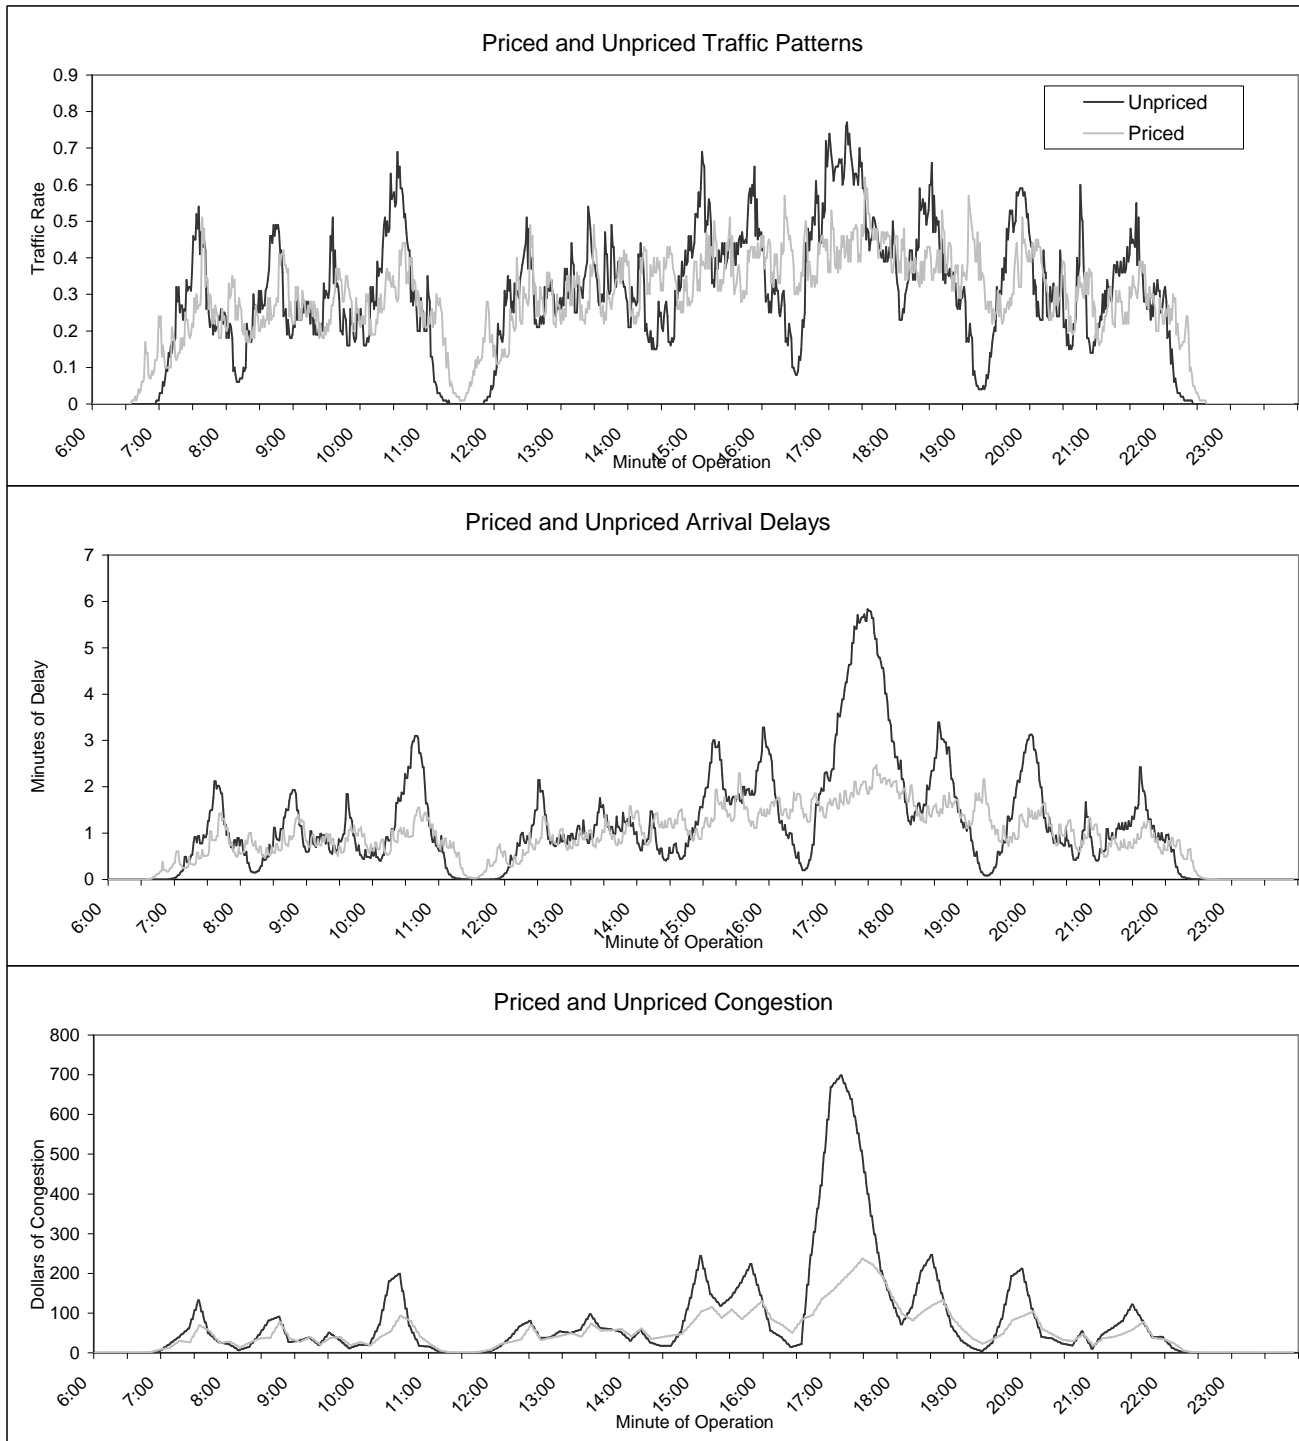 Priced and Unpriced Traffic Patterns
0.9
0.8
0.7
0.6
0.5
0.4
0.3
0.2
0.1
0
Traffic Rate
Unpriced
Priced
6:00 7:00 8:00 9:00 10:00 11:00 12:00 13:00 14:00 15:00 16:00 17:00 18:00 19:00 20:00 21:00 22:00 23:00
Minute of Operation
Priced and Unpriced Arrival Delays
7
6
5
4
3
2
1
0
Minutes of Delay
6:00 7:00 8:00 9:00 10:00 11:00 12:00 13:00 14:00 15:00 16:00 17:00 18:00 19:00 20:00 21:00 22:00 23:00
Minute of Operation
Priced and Unpriced Congestion
800
700
600
500
400
300
200
100
0
Dollars of Congestion
6:00 7:00 8:00 9:00 10:00 11:00 12:00 13:00 14:00 15:00 16:00 17:00 18:00 19:00 20:00 21:00 22:00 23:00
Minute of Operation